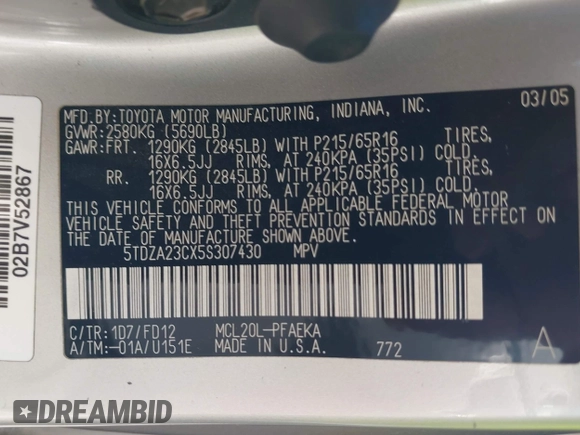 MFD.BY:TOYOTA MOTOR MANUFACTURING, INDIANA, INC. 03/05
GVWR:2580KG (5690LB)
GAWR:FRT. 1290KG (2845LB) WITH P215/65R16 TIRES,
16X6.5JJ RIMS, AT 240KPA (35PSI) COLD.
RR. 1290KG (2845LB) WITH P215/65R16 TIRES,
16X6.5JJ RIMS, AT 240KPA (35PSI) COLD.
THIS VEHICLE CONFORMS TO ALL APPLICABLE FEDERAL MOTOR
VEHICLE SAFETY AND THEFT PREVENTION STANDARDS IN EFFECT ON
THE DATE OF MANUFACTURE SHOWN ABOVE.
5TDZA23CX5S307430 MPV
C/TR: 1D7/FD12 MCL20L-PFAEKA
A/TM:-01A/U151E MADE IN U.S.A. 772 A
02B7V52867
DREAMBID